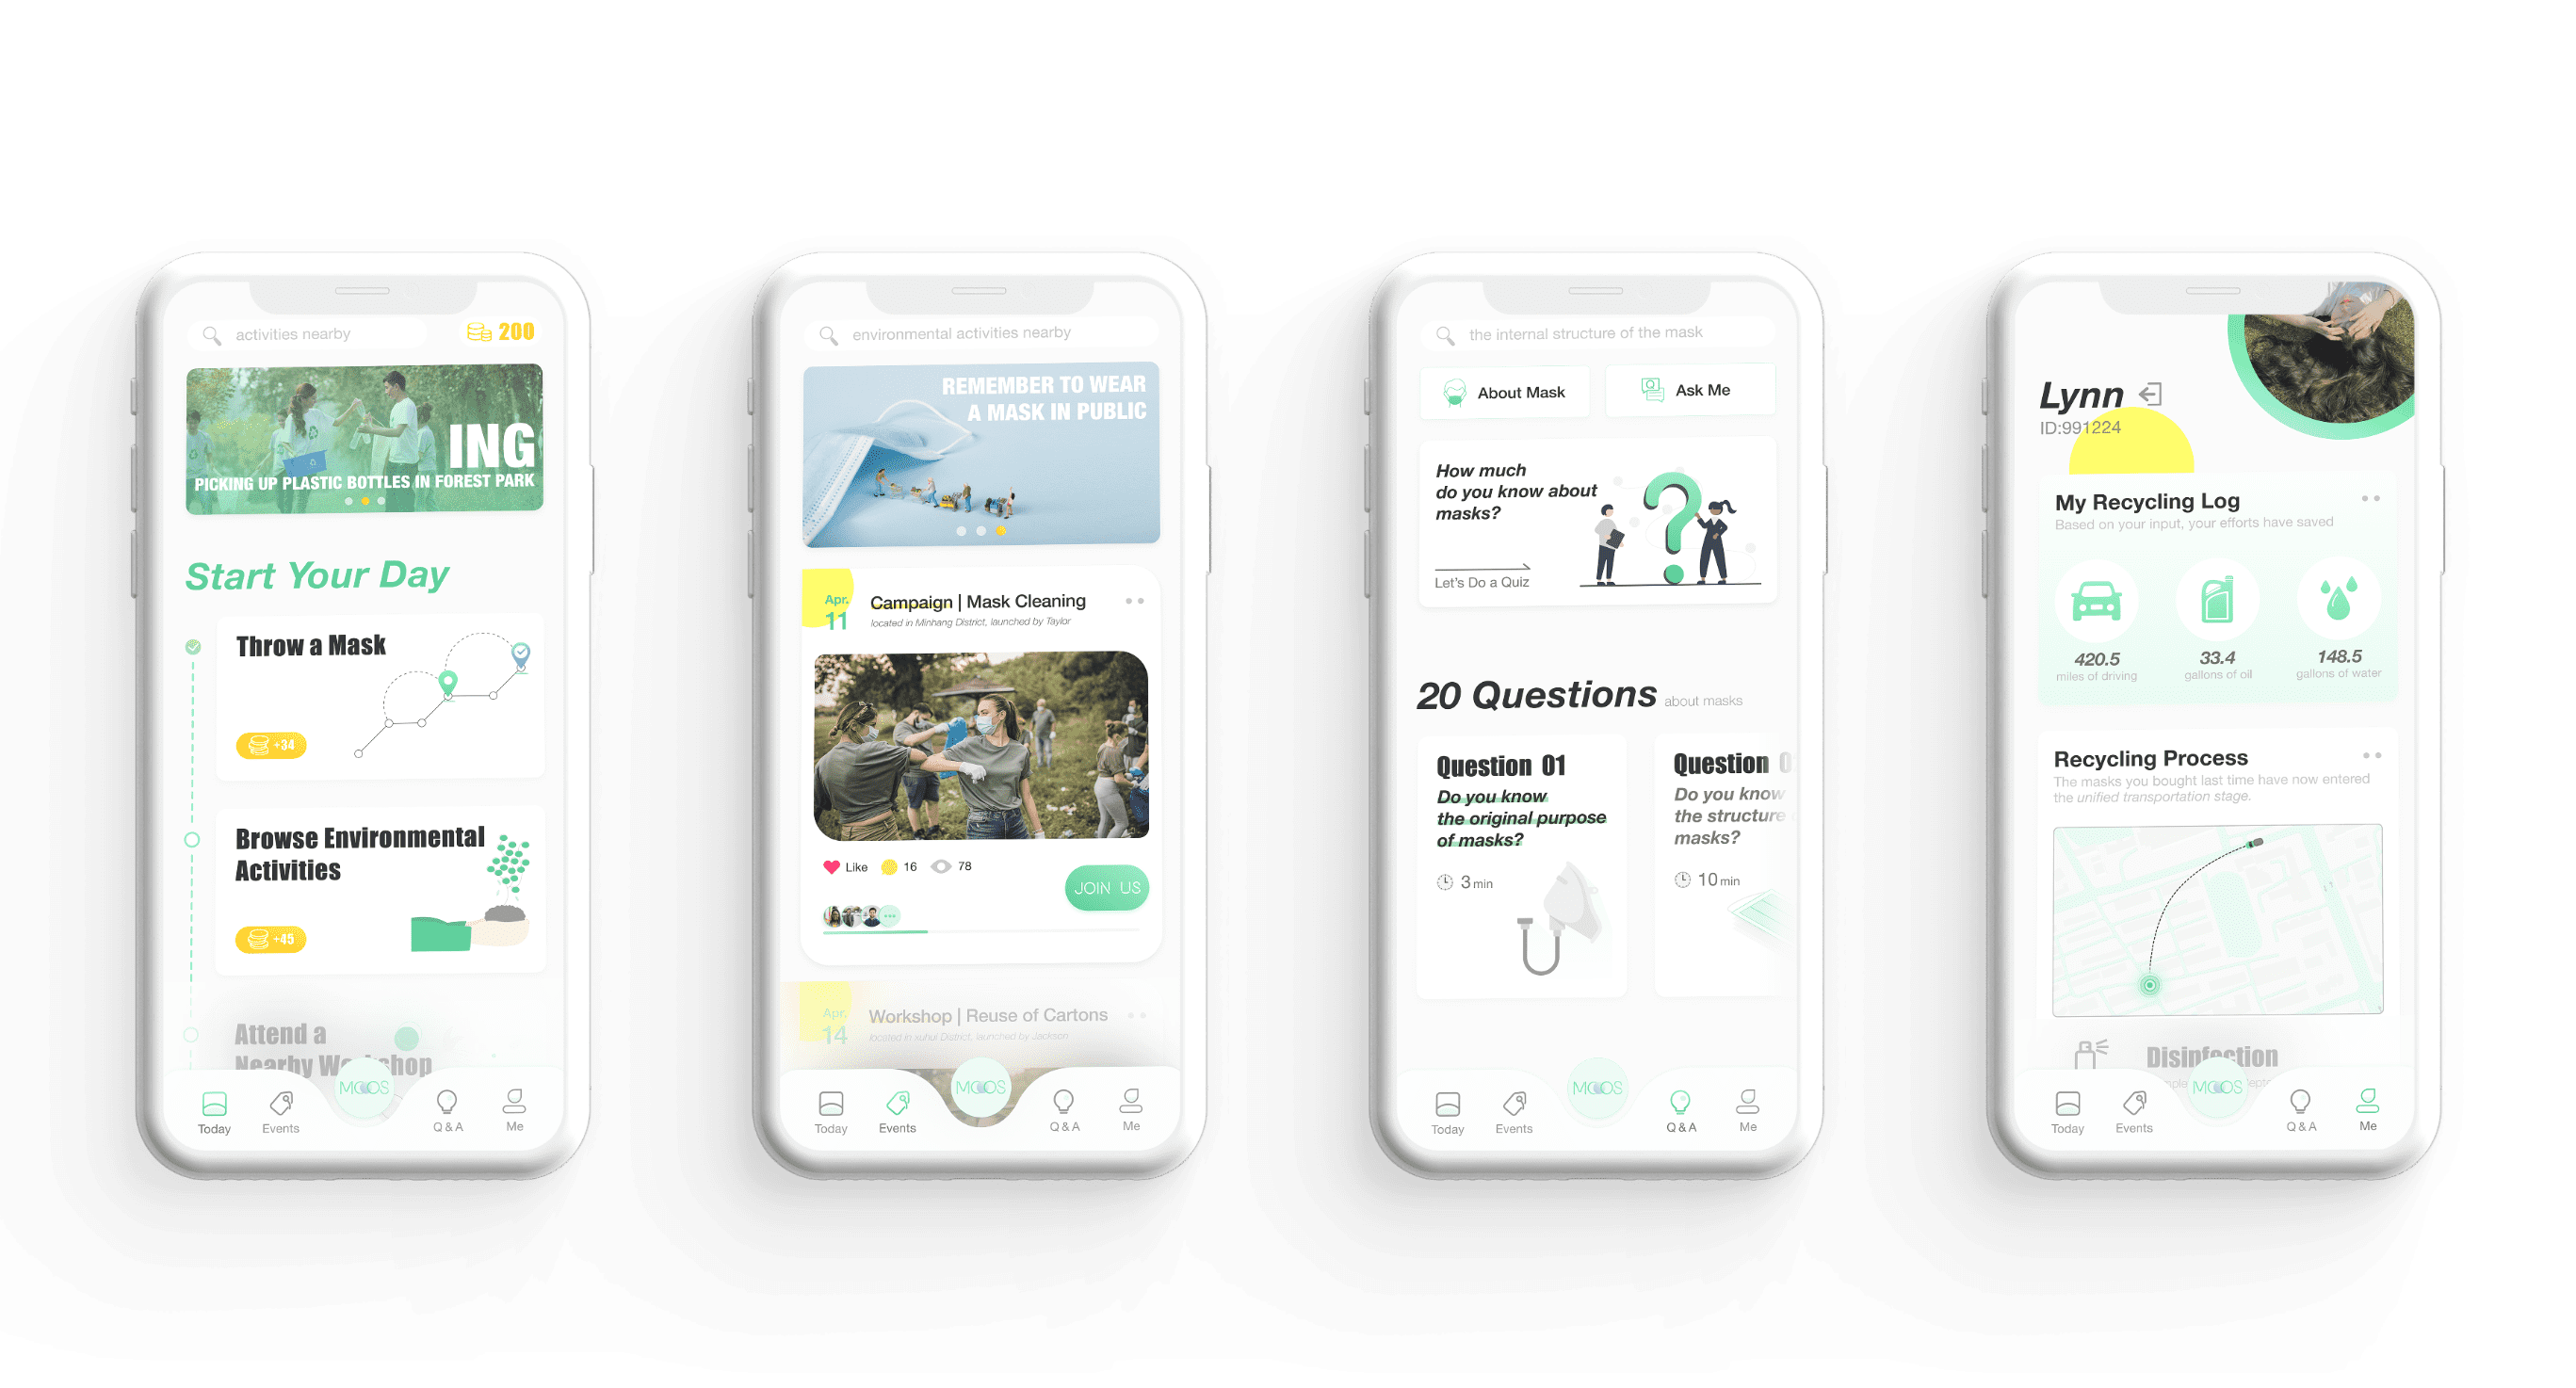 activities nearby
200
ING
PICKING UP PLASTIC BOTTLES IN FOREST PARK
Start Your Day
Throw a Mask
+34
Browse Environmental
Activities
+45
Attend a
Nearby Workshop
MOOS
Today
Events
Q & A
Me
environmental activities nearby
REMEMBER TO WEAR
A MASK IN PUBLIC
Apr.
11
Campaign | Mask Cleaning
located in Minhang District, launched by Taylor
Like
16
78
JOIN US
Apr.
14
Workshop | Reuse of Cartons
located in xuhui District, launched by Jackson
MOOS
Today
Events
Q & A
Me
the internal structure of the mask
About Mask
Q
Ask Me
How much
do you know about
masks?
Let's Do a Quiz
20 Questions about masks
Question 01
Do you know
the original purpose
of masks?
3 min
Question 0
Do you know
the structure
masks?
10 min
MOOS
Today
Events
Q & A
Me
Lynn
ID:991224
My Recycling Log
Based on your input, your efforts have saved
420.5
miles of driving
33.4
gallons of oil
148.5
gallons of water
Recycling Process
The masks you bought last time have now entered
the unified transportation stage.
Disinfection
MOOS
Today
Events
Q & A
Me